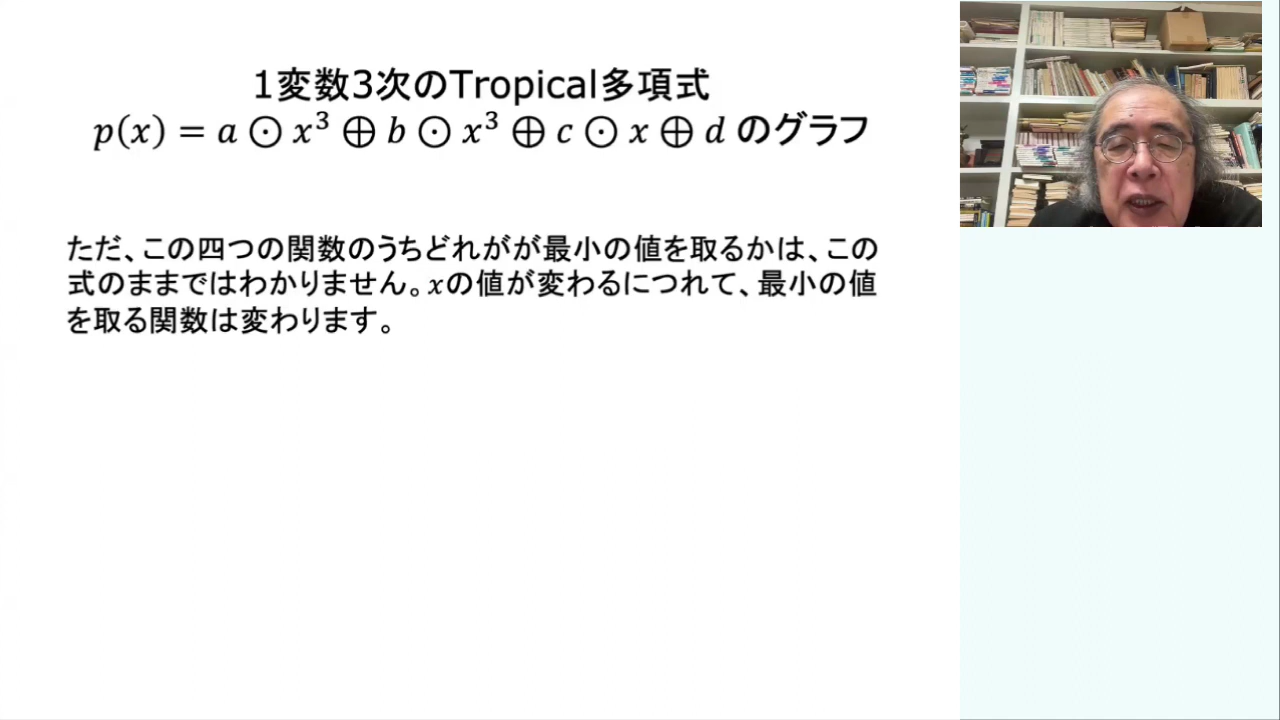 1変数3次のTropical多項式
p(x) = a ⨀ x³ ⨁ b ⨀ x³ ⨁ c ⨀ x ⨁ d のグラフ
ただ、この四つの関数のうちどれがが最小の値を取るかは、この
式のままではわかりません。xの値が変わるにつれて、最小の値
を取る関数は変わります。